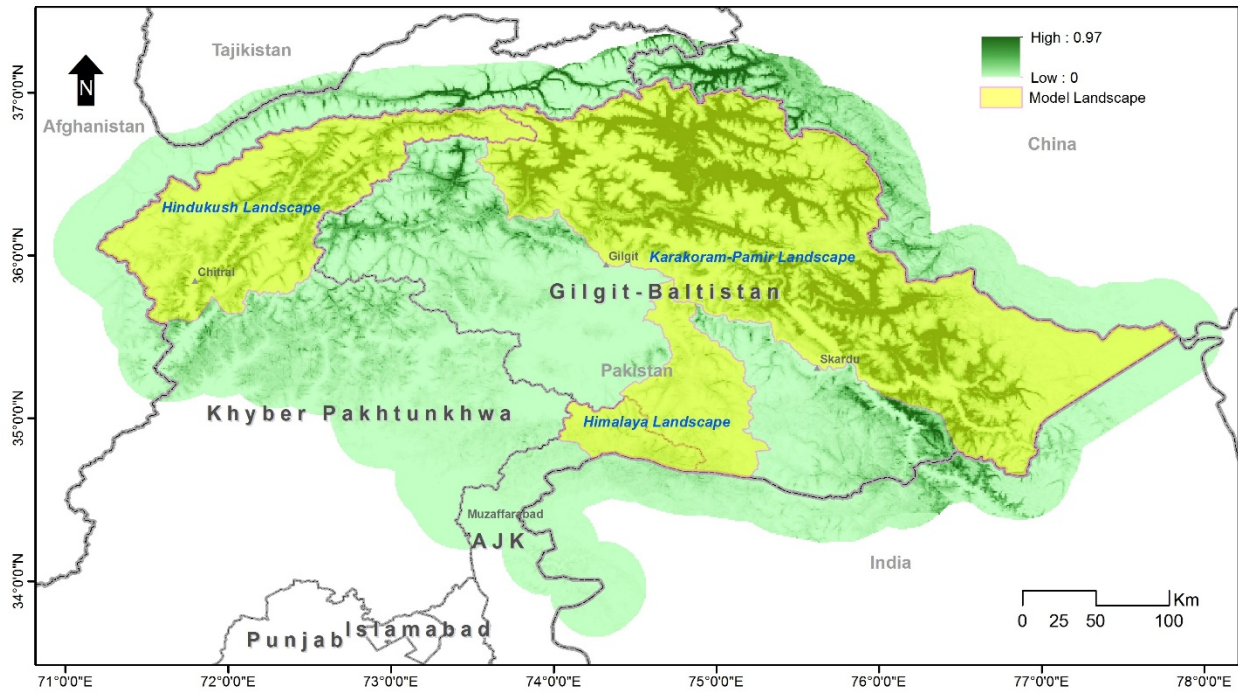 Tajikistan
High : 0.97
Low : 0
Model Landscape
N
Afghanistan
China
37°0'0"N
36°0'0"N
35°0'0"N
34°0'0"N
Hindukush Landscape
Chitral
Gilgit
Karakoram-Pamir Landscape
Gilgit-Baltistan
Skardu
Pakistan
Khyber Pakhtunkhwa
Himalaya Landscape
Muzaffarabad
AJK
India
Punjab
Islamabad
Km
0 25 50 100
71°0'0"E 72°0'0"E 73°0'0"E 74°0'0"E 75°0'0"E 76°0'0"E 77°0'0"E 78°0'0"E